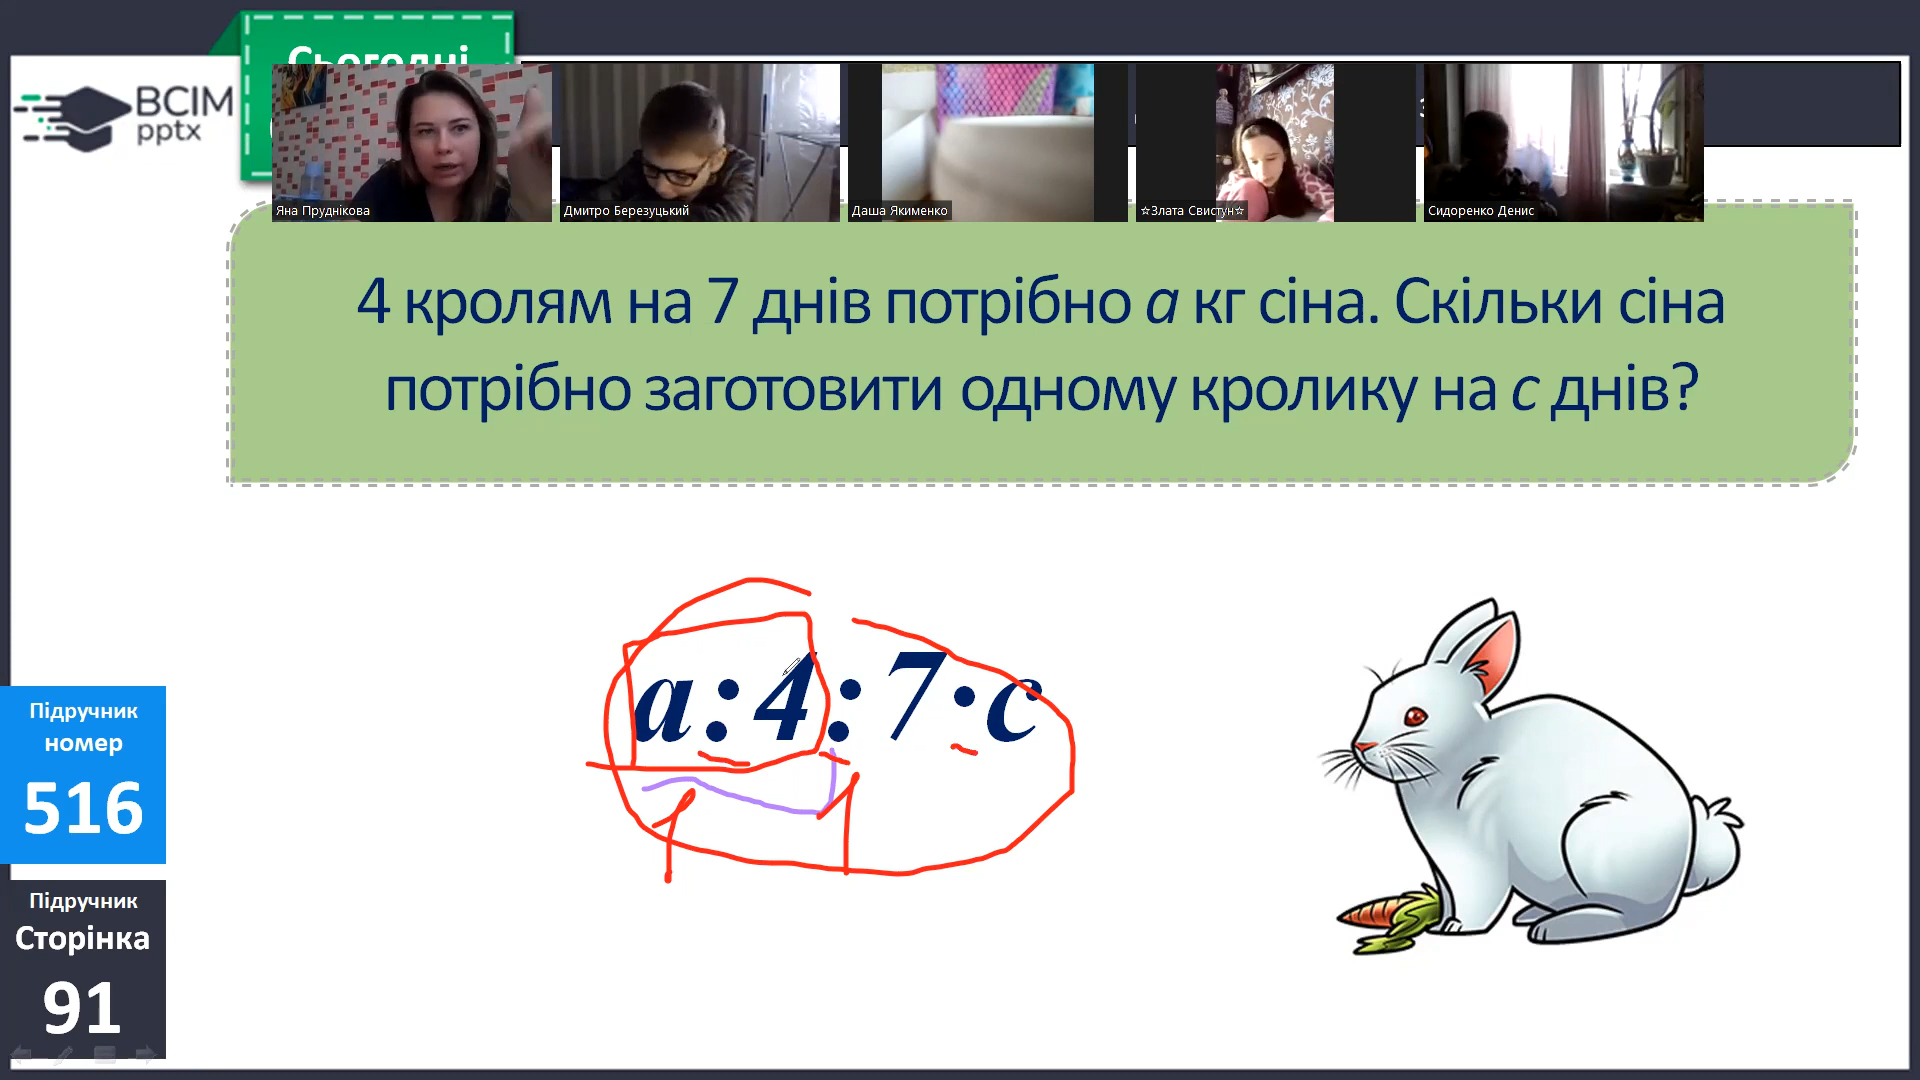 Сьогодні
ВСІМ
pptx
Яна Пруднікова
Дмитро Березуцький
Даша Якименко
☆Злата Свистун☆
Сидоренко Денис
4 кролям на 7 днів потрібно а кг сіна. Скільки сіна
потрібно заготовити одному кролику на с днів?
а:4:7·с
Підручник
номер
516
Підручник
Сторінка
91